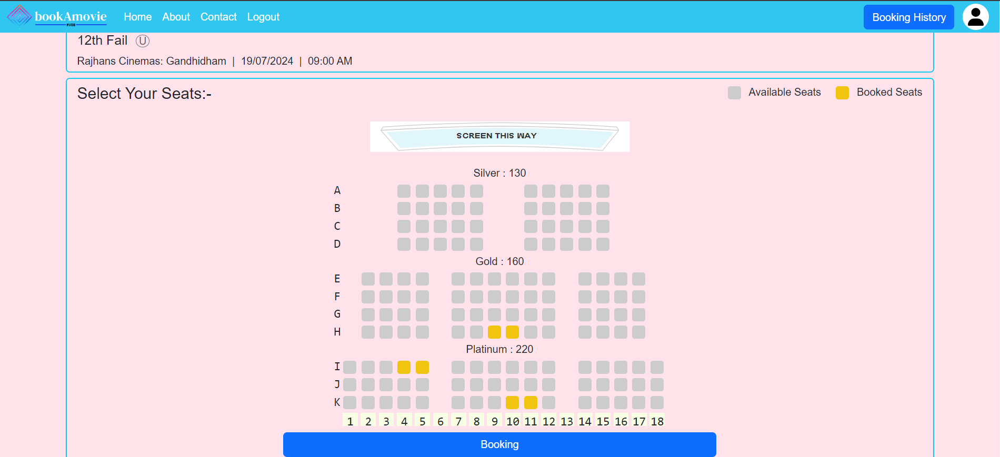 bookAmovie
#VOS
Home About Contact Logout
Booking History
12th Fail U
Rajhans Cinemas: Gandhidham | 19/07/2024 | 09:00 AM
Select Your Seats:-
Available Seats Booked Seats
SCREEN THIS WAY
Silver : 130
A
B
C
D
Gold : 160
E
F
G
H
Platinum : 220
I
J
K
1 2 3 4 5 6 7 8 9 10 11 12 13 14 15 16 17 18
Booking